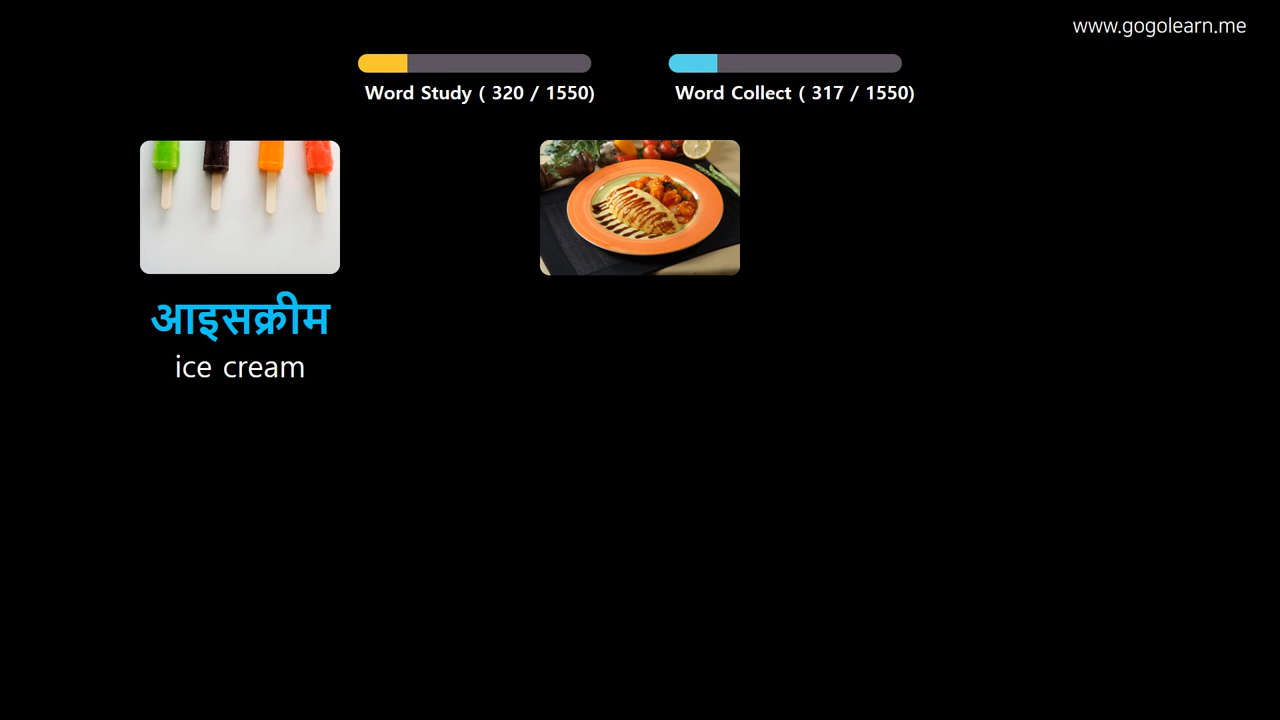 www.gogolearn.me
Word Study ( 320 / 1550)
Word Collect ( 317 / 1550)
आइसक्रीम
ice cream